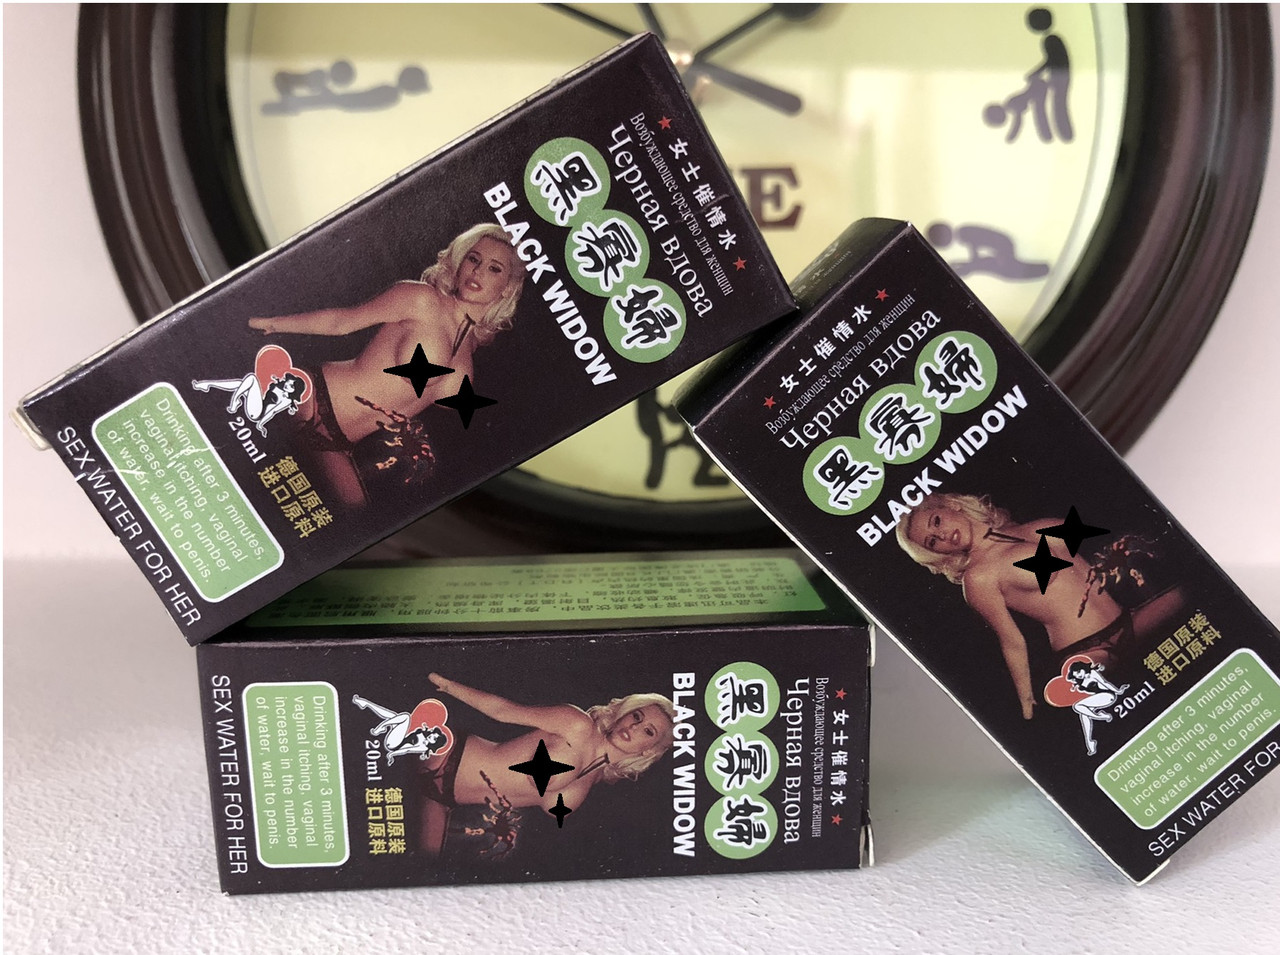 ★ 女士催情水 ★
Возбуждающее средство для женщин
Черная вдова
黑寡婦
BLACK WIDOW
20ml
德国原装
进口原料
Drinking after 3 minutes,
vaginal itching, vaginal
increase in the number
of water, wait to penis.
SEX WATER FOR HER
★ 女士催情水 ★
Возбуждающее средство для женщин
Черная вдова
黑寡婦
BLACK WIDOW
德国原装
进口原料
20ml
Drinking after 3 minutes,
vaginal itching, vaginal
increase in the number
of water, wait to penis.
SEX WATER FOR
★ 女士催情水 ★
Возбуждающее средство для женщин
Черная вдова
黑寡婦
BLACK WIDOW
20ml
德国原装
进口原料
Drinking after 3 minutes,
vaginal itching, vaginal
increase in the number
of water, wait to penis.
SEX WATER FOR HER